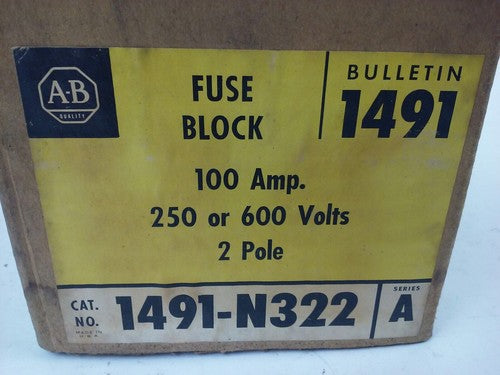 A-B
QUALITY
FUSE
BLOCK
BULLETIN
1491
100 Amp.
250 or 600 Volts
2 Pole
CAT.
NO.
1491-N322
SERIES
A
MADE IN
U.S.A.